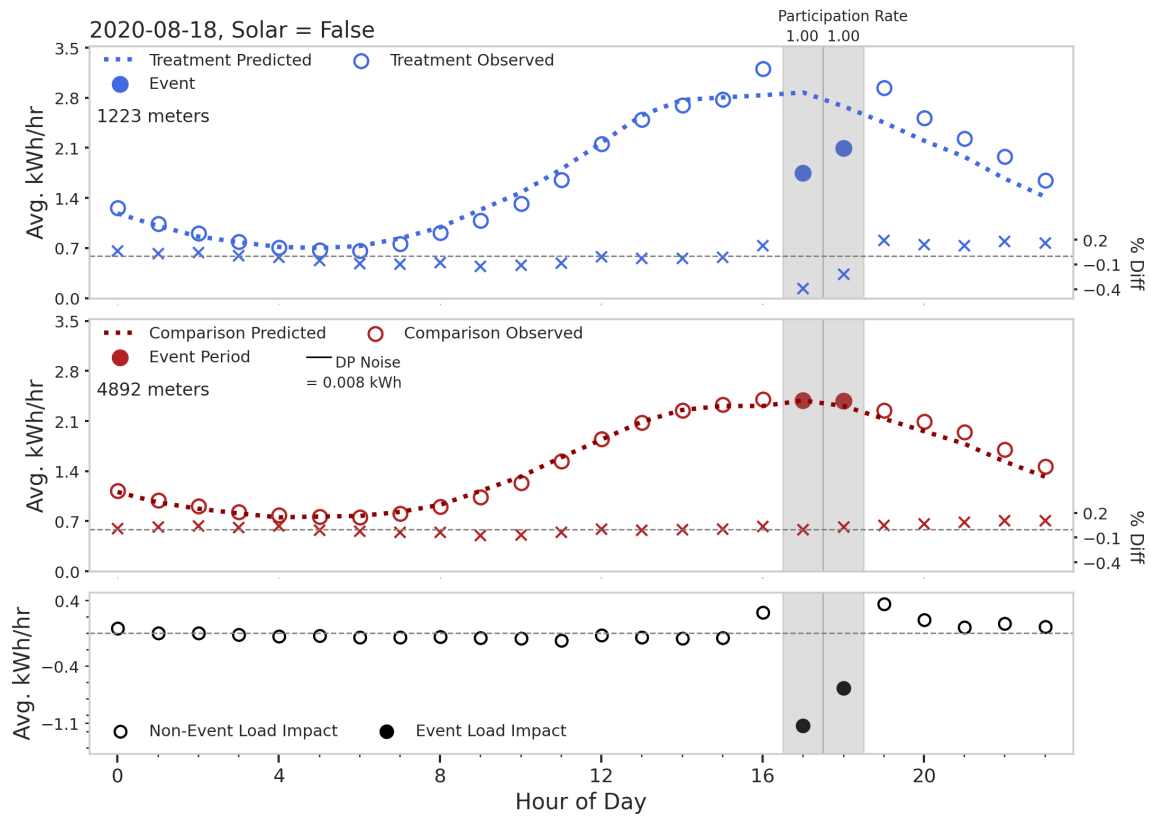 Participation Rate
2020-08-18, Solar = False
1.00 1.00
Treatment Predicted
Treatment Observed
Event
1223 meters
Avg. kWh/hr
3.5
2.8
2.1
1.4
0.7
0.0
0.2
−0.1
−0.4
% Diff
Comparison Predicted
Comparison Observed
Event Period
DP Noise
= 0.008 kWh
4892 meters
Avg. kWh/hr
3.5
2.8
2.1
1.4
0.7
0.0
0.2
−0.1
−0.4
% Diff
Avg. kWh/hr
0.4
−0.4
−1.1
Non-Event Load Impact
Event Load Impact
0 4 8 12 16 20
Hour of Day